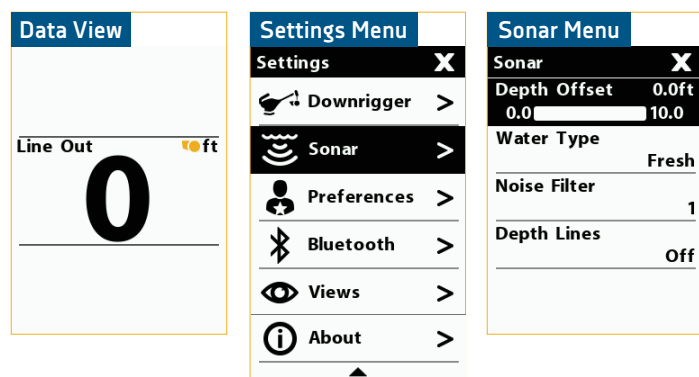 Data View
Line Out ft
0
Settings Menu
Settings X
Downrigger >
Sonar >
Preferences >
Bluetooth >
Views >
About >
Sonar Menu
Sonar X
Depth Offset 0.0ft
0.0 10.0
Water Type
Fresh
Noise Filter
1
Depth Lines
Off